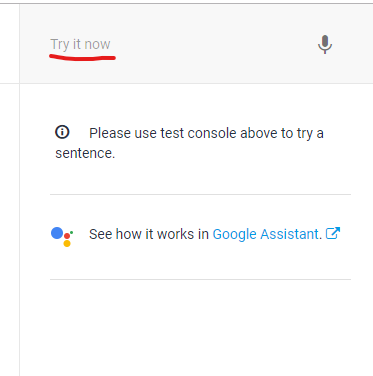 Try it now
Please use test console above to try a
sentence.
See how it works in Google Assistant.